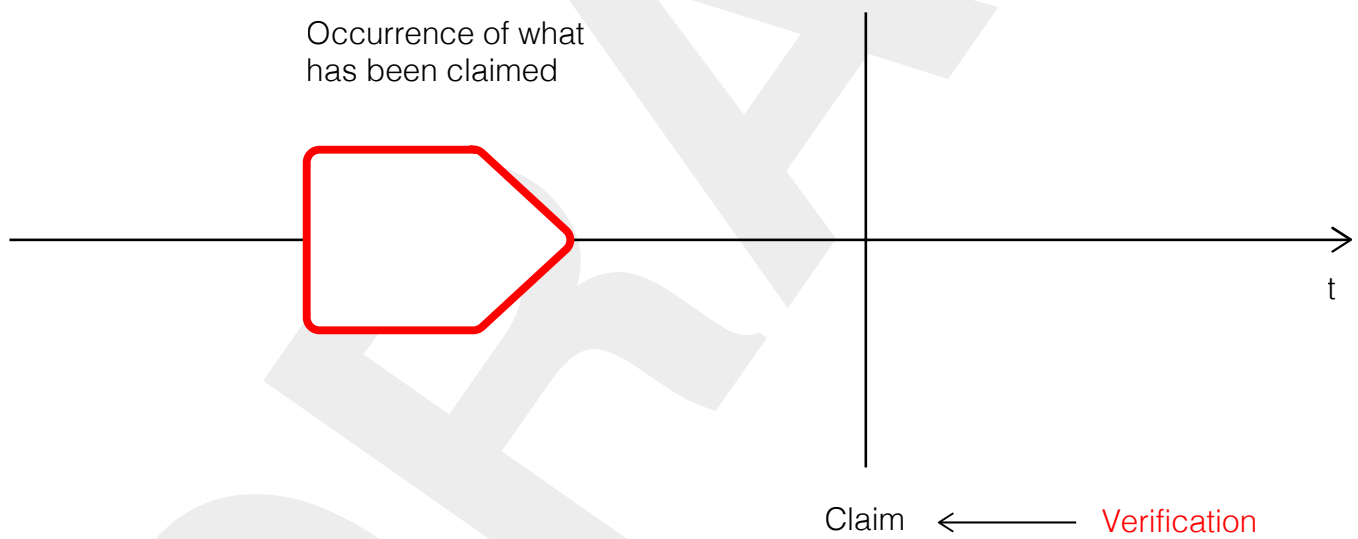 Occurrence of what
has been claimed
t
Claim
Verification